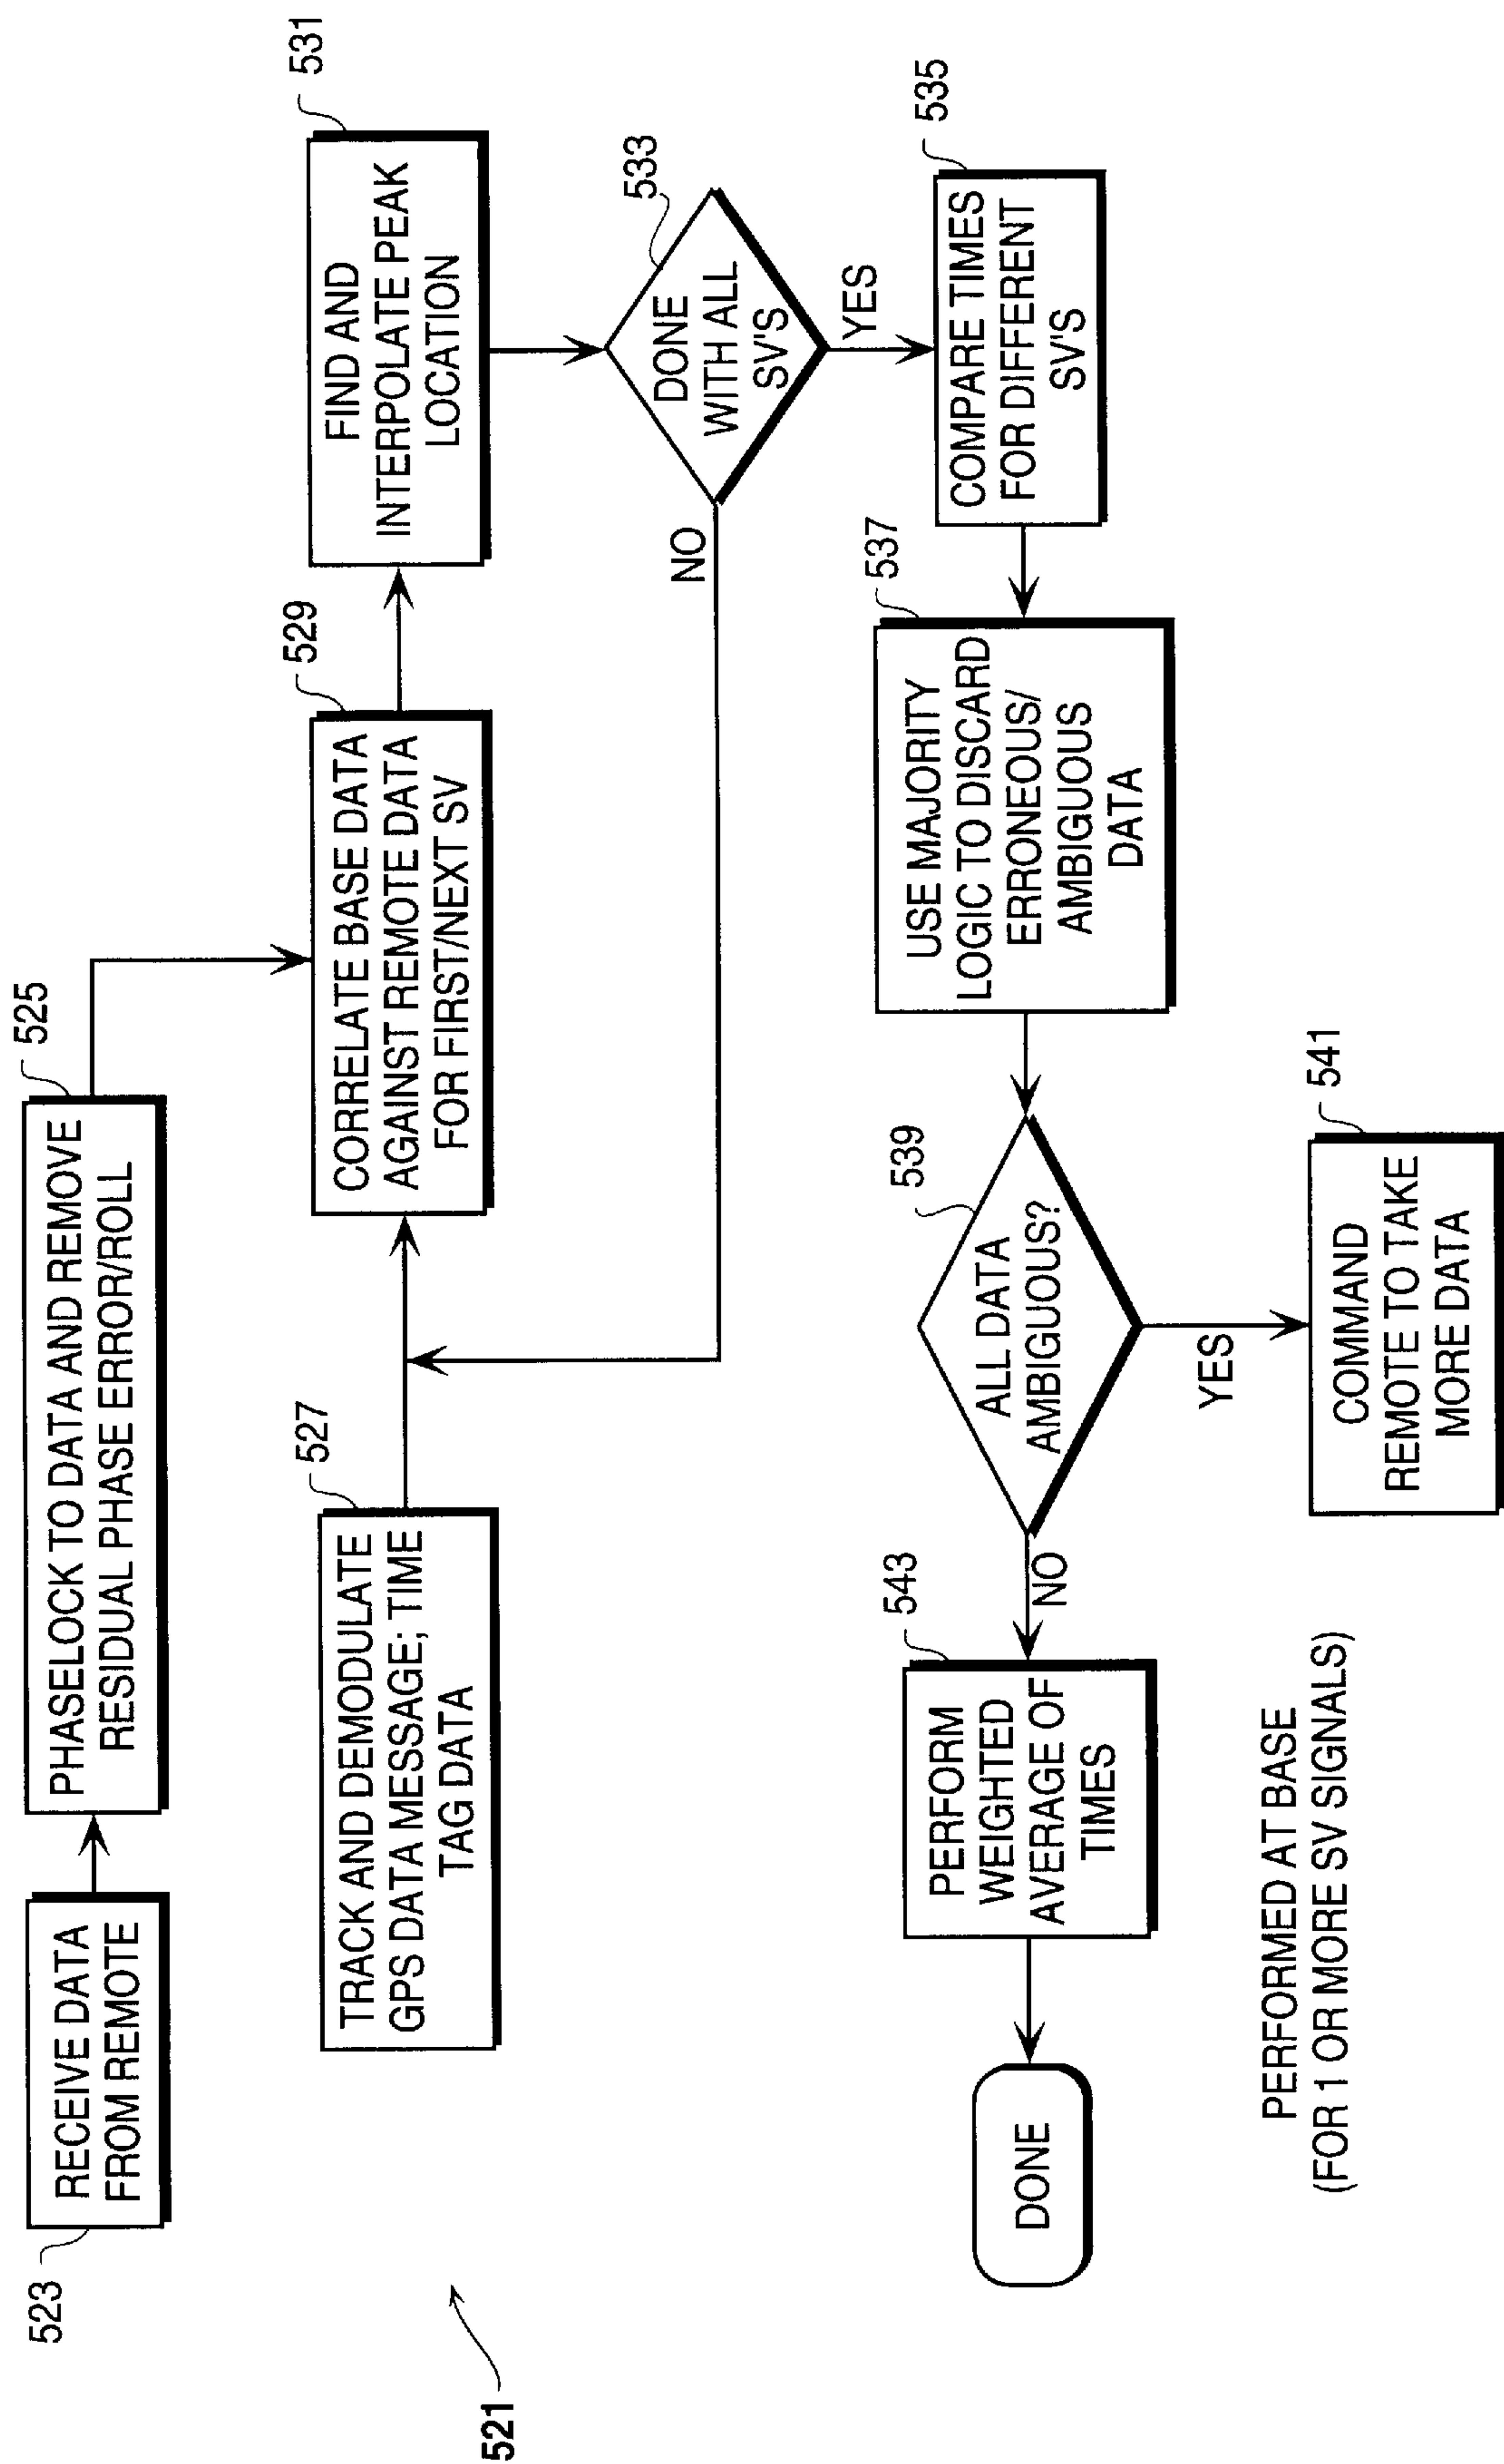 523
RECEIVE DATA
FROM REMOTE
525
PHASELOCK TO DATA AND REMOVE
RESIDUAL PHASE ERROR/ROLL
521
527
TRACK AND DEMODULATE
GPS DATA MESSAGE; TIME
TAG DATA
529
CORRELATE BASE DATA
AGAINST REMOTE DATA
FOR FIRST/NEXT SV
531
FIND AND
INTERPOLATE PEAK
LOCATION
533
DONE
WITH ALL
SV'S
NO
YES
535
COMPARE TIMES
FOR DIFFERENT
SV'S
537
USE MAJORITY
LOGIC TO DISCARD
ERRONEOUS/
AMBIGUOUS
DATA
539
ALL DATA
AMBIGUOUS?
YES
NO
541
COMMAND
REMOTE TO TAKE
MORE DATA
543
PERFORM
WEIGHTED
AVERAGE OF
TIMES
DONE
PERFORMED AT BASE
(FOR 1 OR MORE SV SIGNALS)